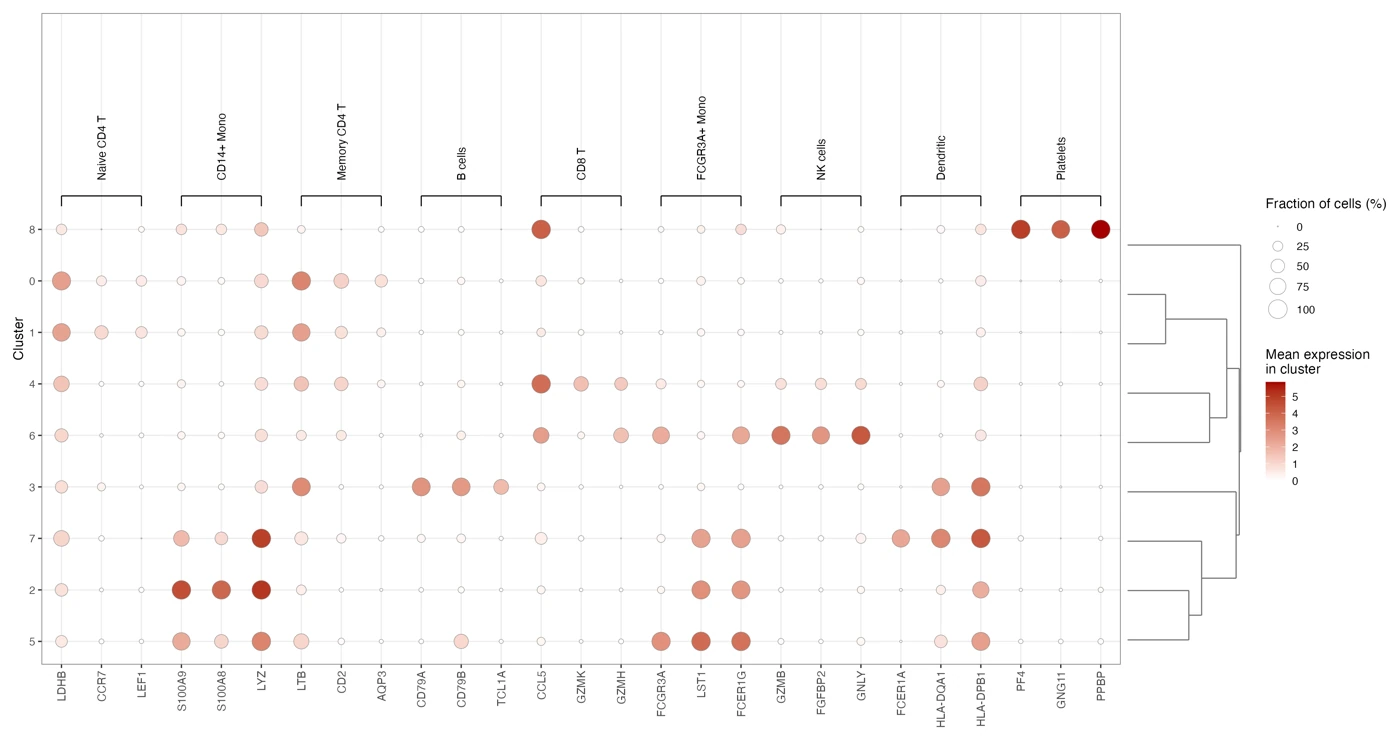 Naive CD4 T
CD14+ Mono
Memory CD4 T
B cells
CD8 T
FCGR3A+ Mono
NK cells
Dendritic
Platelets
Cluster
8
0
1
4
6
3
7
2
5
LDHB
CCR7
LEF1
S100A9
S100A8
LYZ
LTB
CD2
AQP3
CD79A
CD79B
TCL1A
CCL5
GZMK
GZMH
FCGR3A
LST1
FCER1G
GZMB
FGFBP2
GNLY
FCER1A
HLA-DQA1
HLA-DPB1
PF4
GNG11
PPBP
Fraction of cells (%)
0
25
50
75
100
Mean expression
in cluster
5
4
3
2
1
0